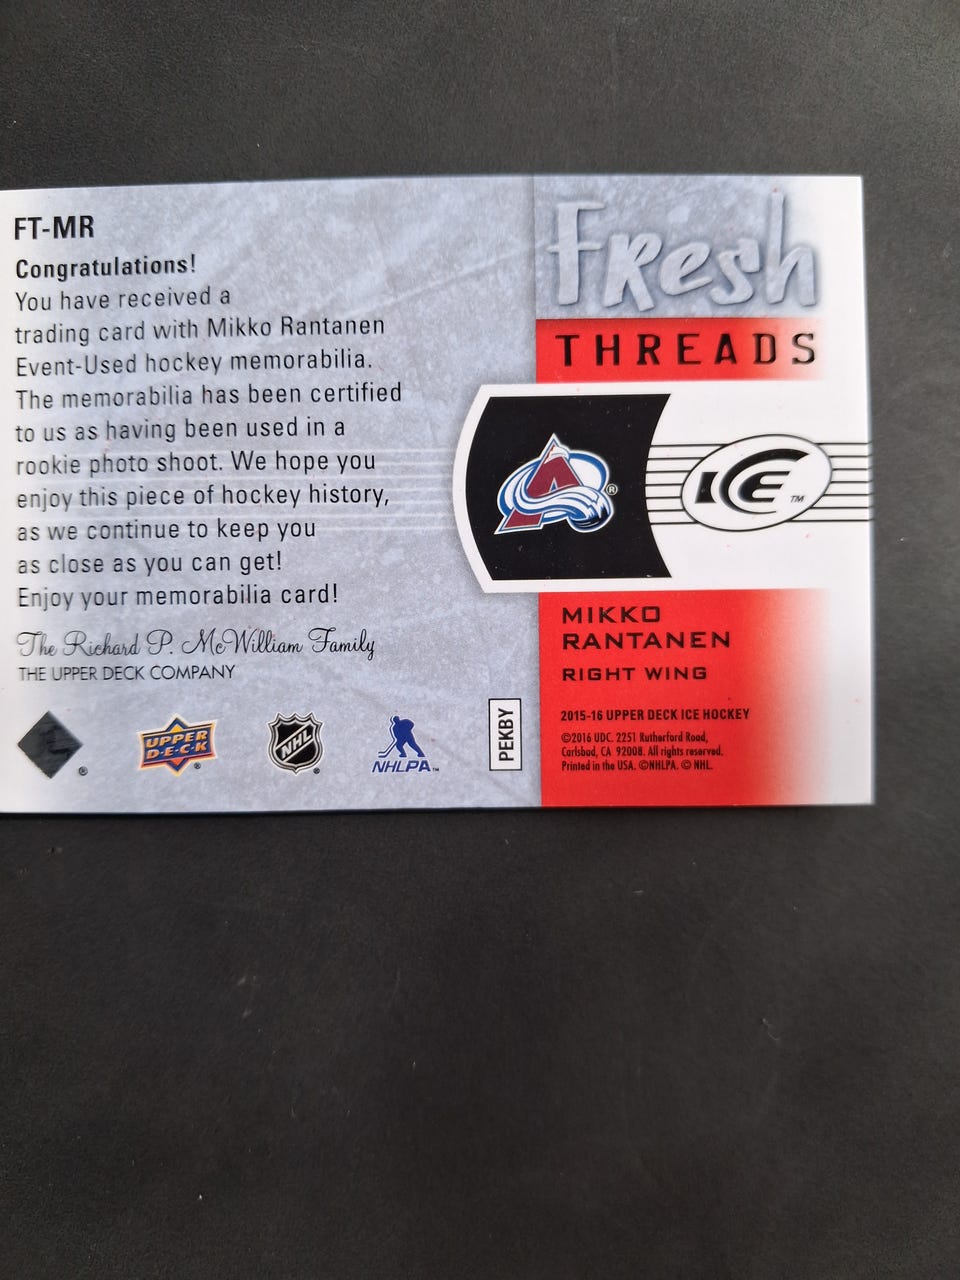 FT-MR
Congratulations!
You have received a
trading card with Mikko Rantanen
Event-Used hockey memorabilia.
The memorabilia has been certified
to us as having been used in a
rookie photo shoot. We hope you
enjoy this piece of hockey history,
as we continue to keep you
as close as you can get!
Enjoy your memorabilia card!
The Richard P. McWilliam Family
THE UPPER DECK COMPANY
®
UPPER
D·E·C·K
®
NHL
®
NHLPA™
PEKBY
Fresh
THREADS
A
®
ICE
TM
MIKKO
RANTANEN
RIGHT WING
2015-16 UPPER DECK ICE HOCKEY
©2016 UDC. 2251 Rutherford Road,
Carlsbad, CA 92008. All rights reserved.
Printed in the USA. ©NHLPA. © NHL.